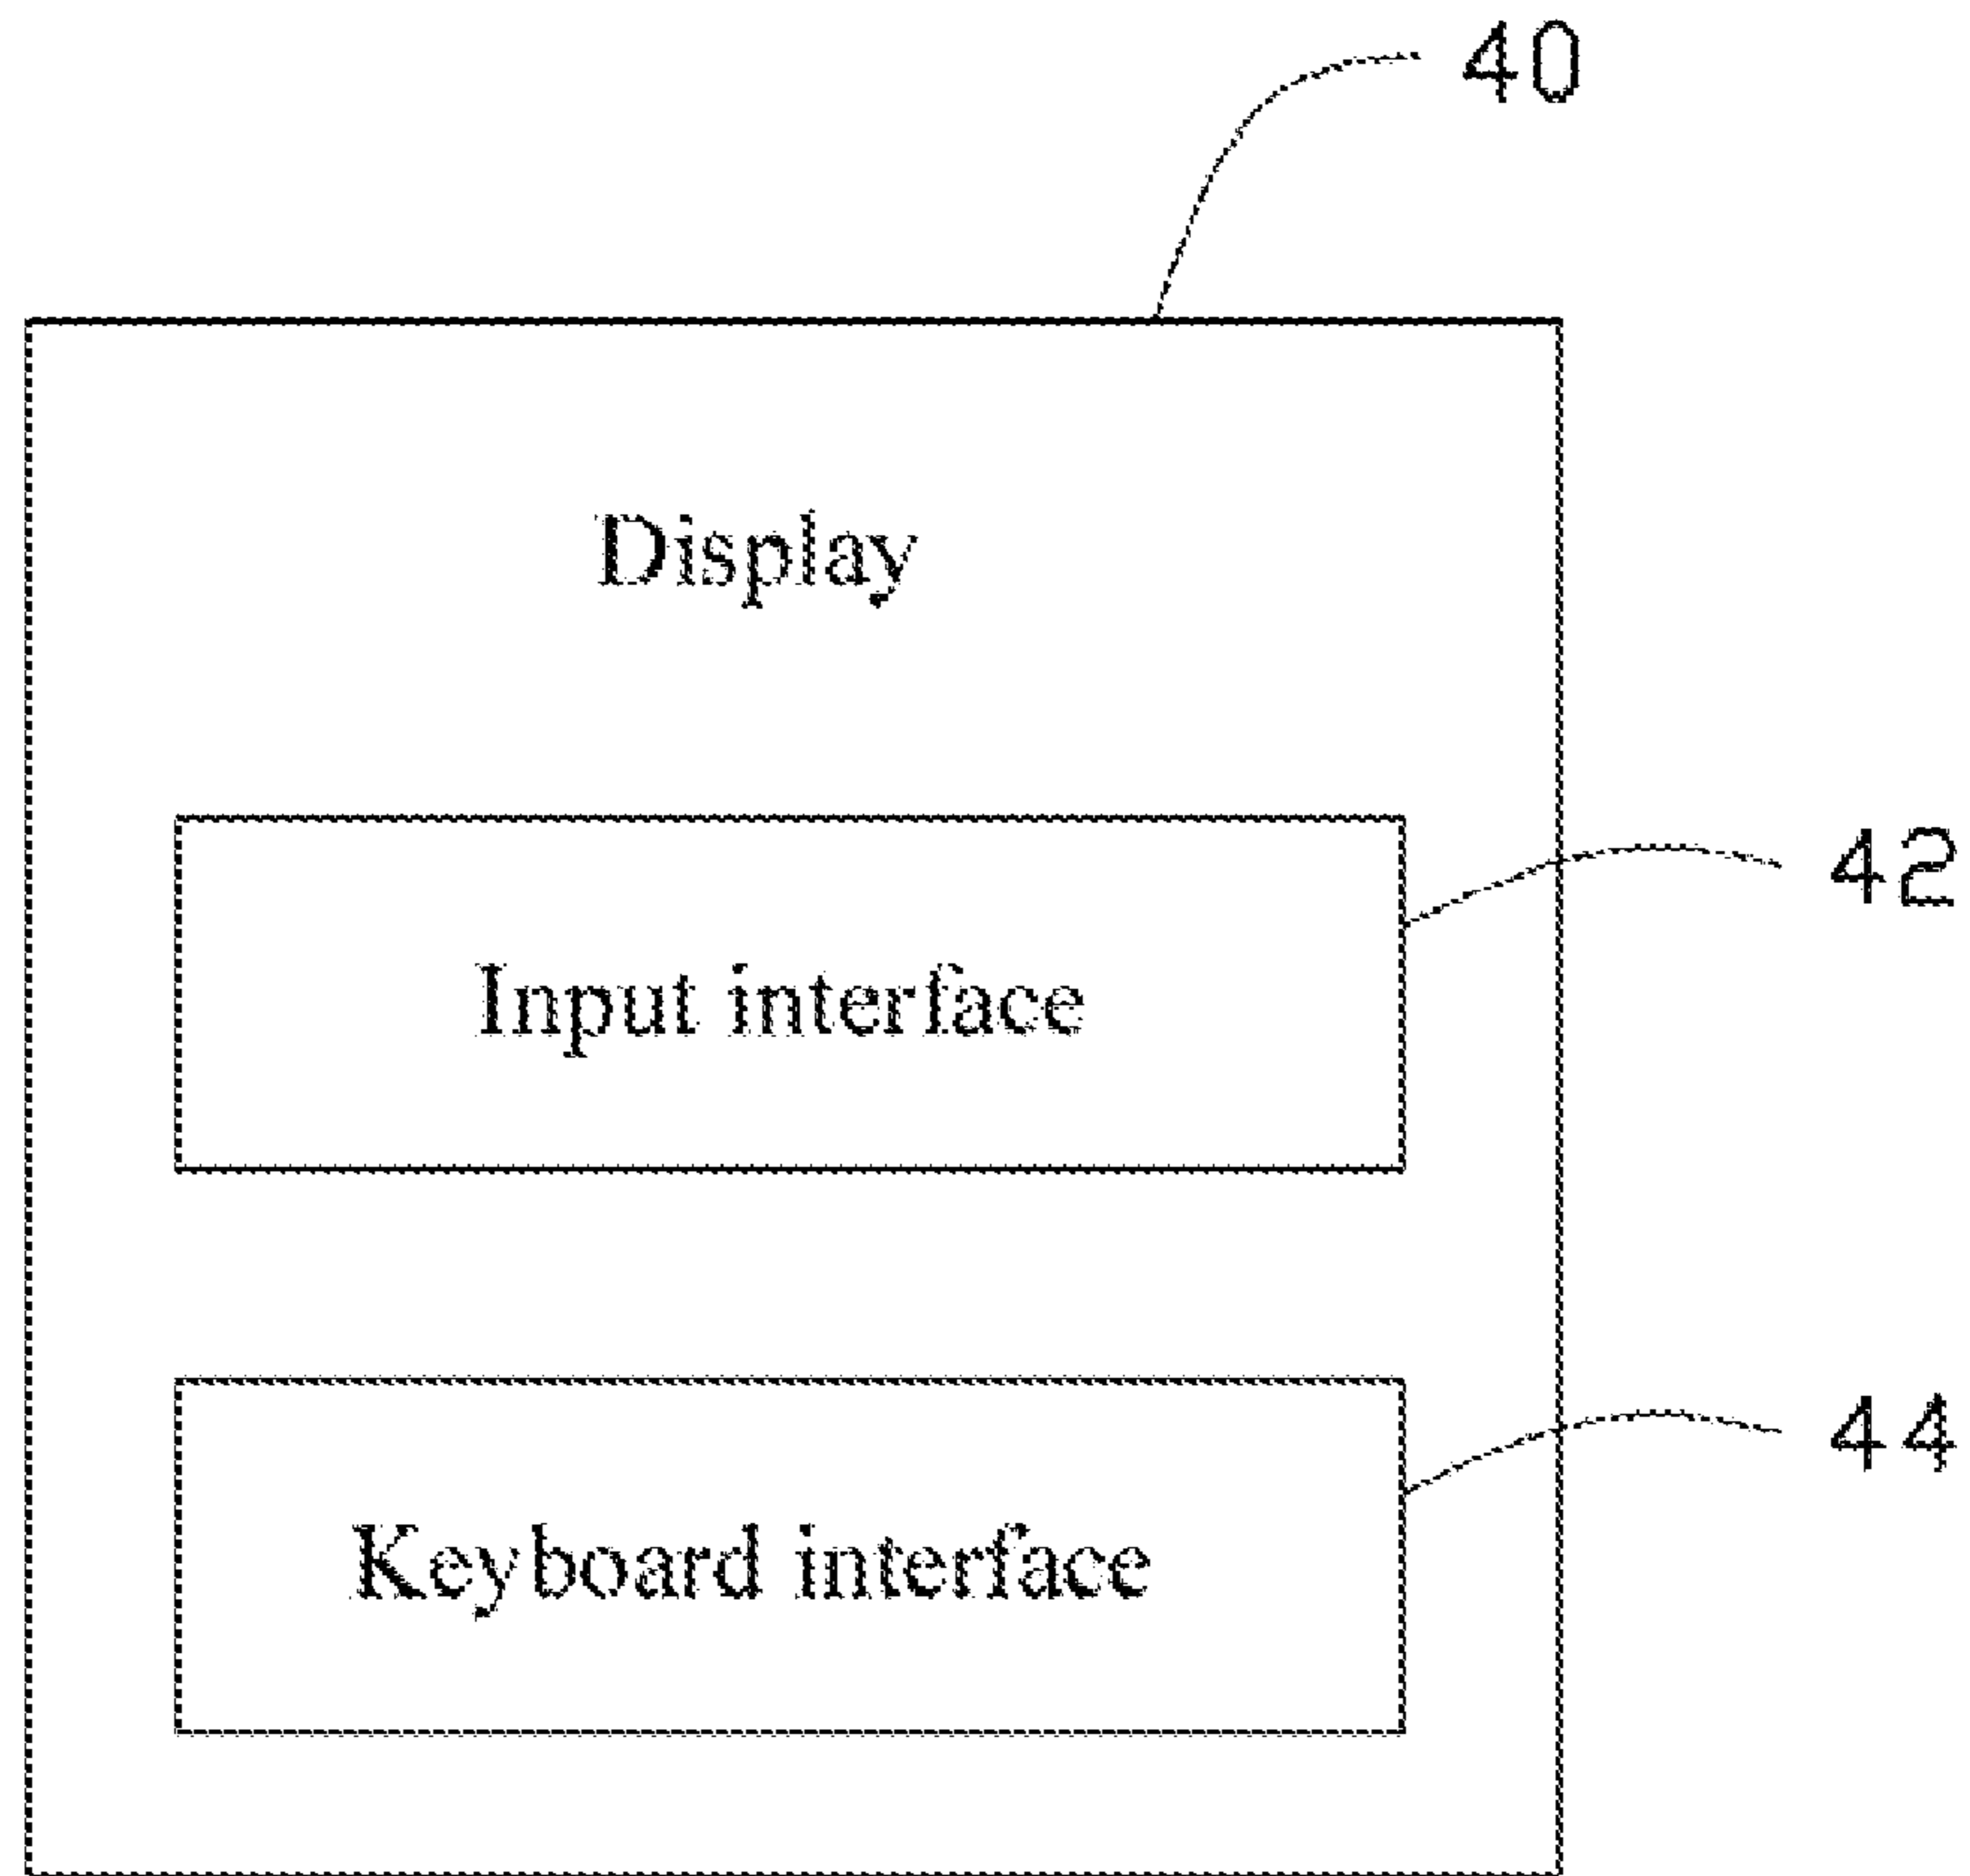 40
Display
42
Input interface
44
Keyboard interface